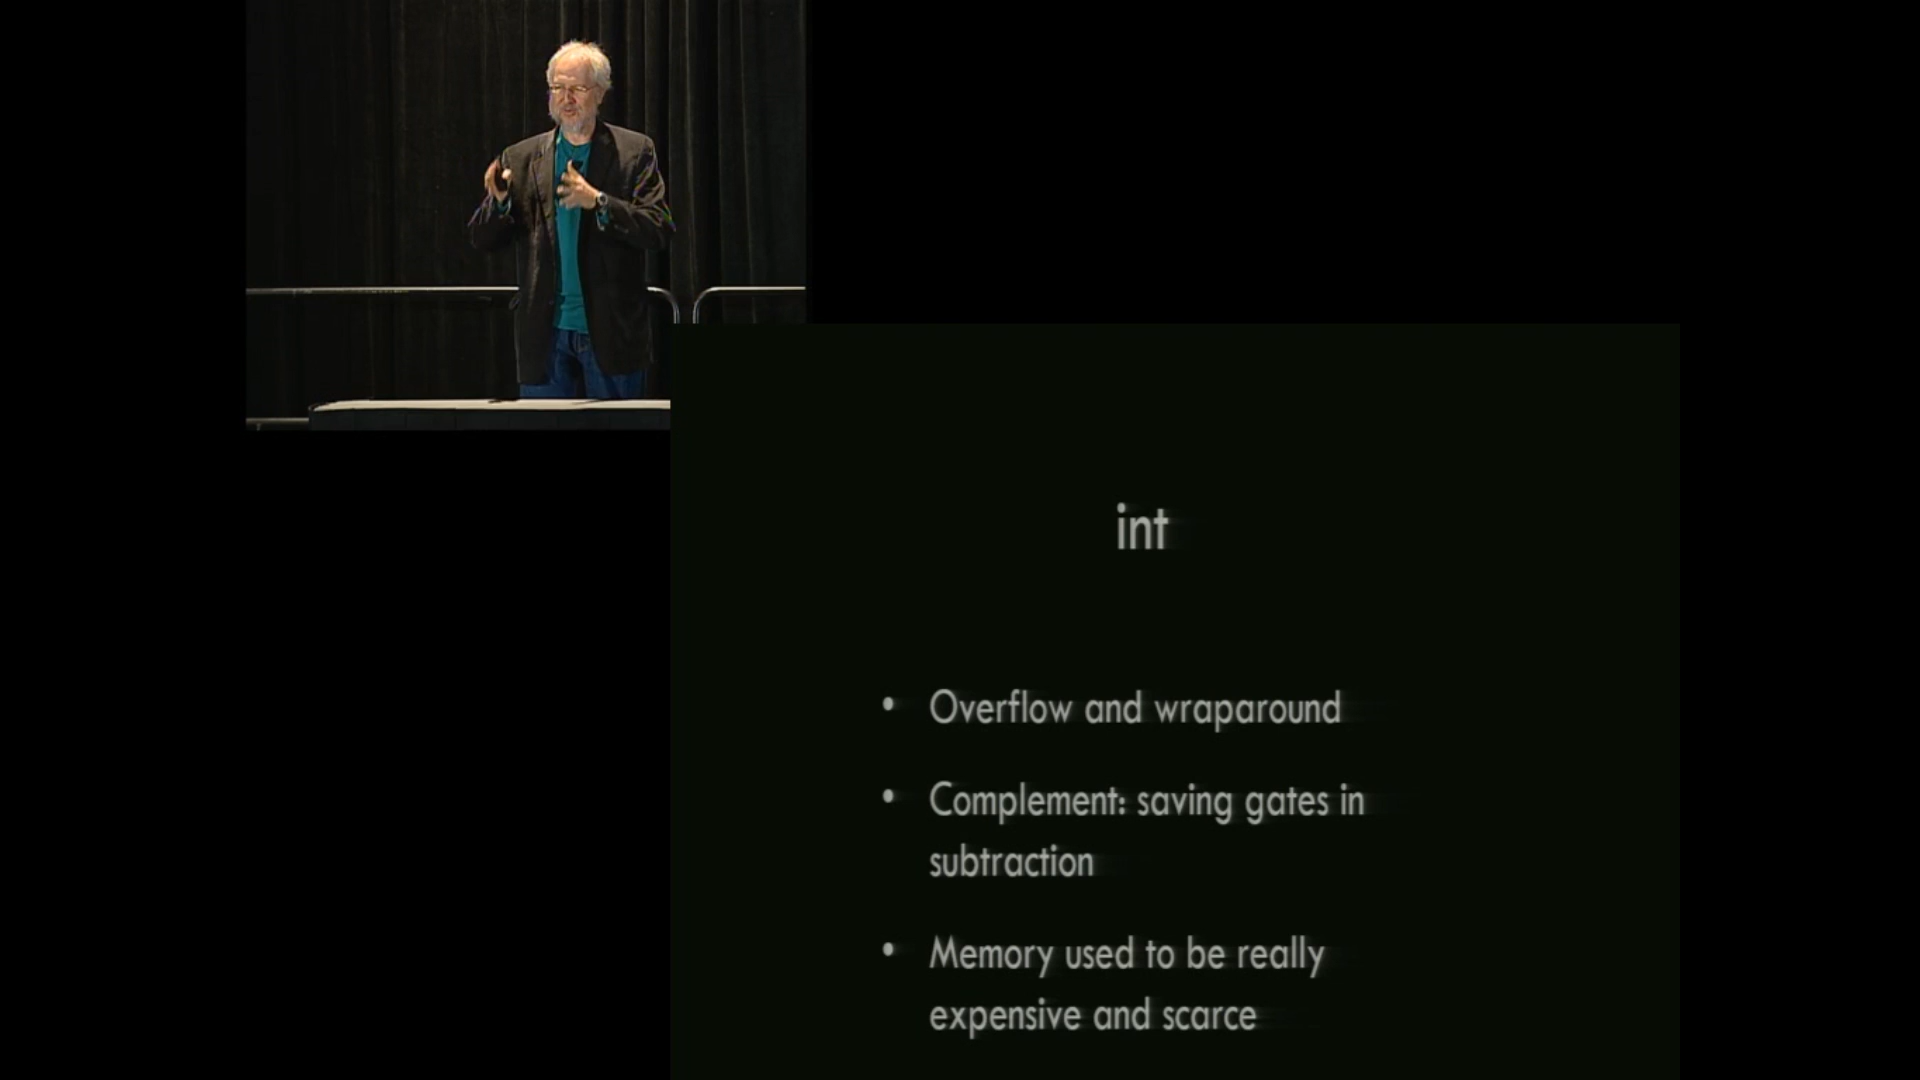 int
• Overflow and wraparound
• Complement: saving gates in
subtraction
• Memory used to be really
expensive and scarce